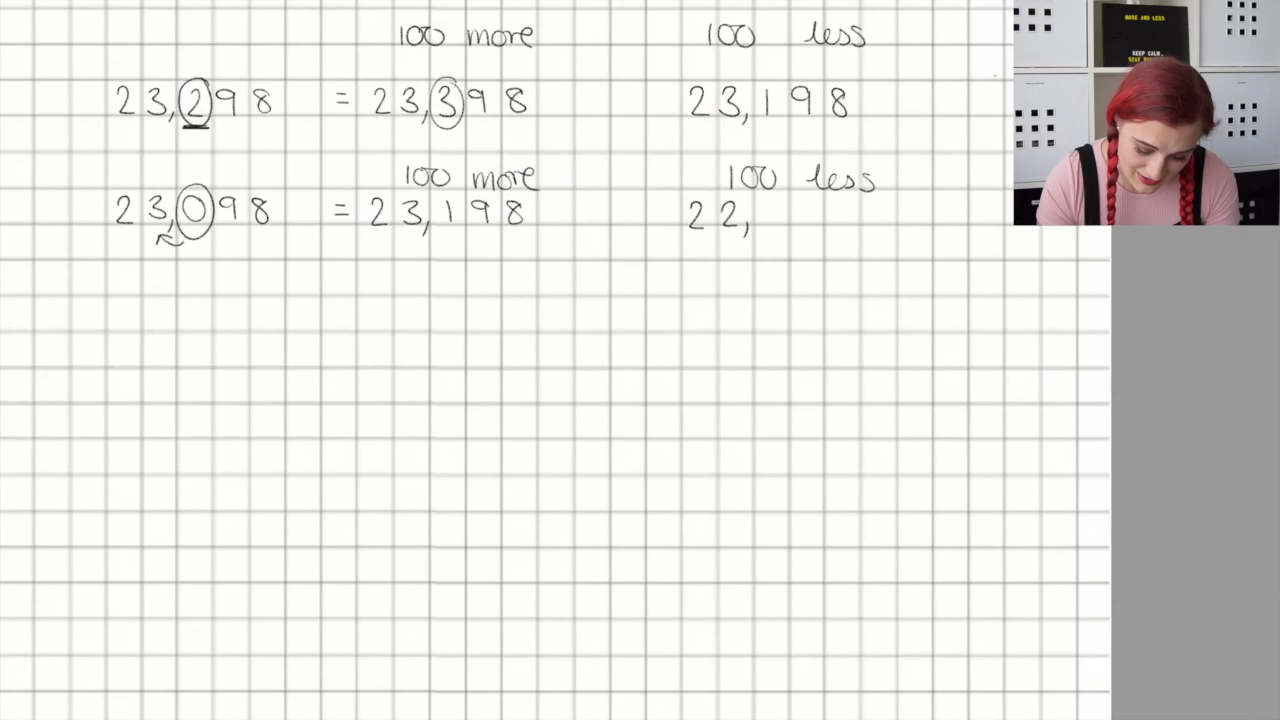 100 more 100 less
23,298 = 23,398 23,198
100 more 100 less
23,098 = 23,198 22,
MORE AND LESS
KEEP CALM,